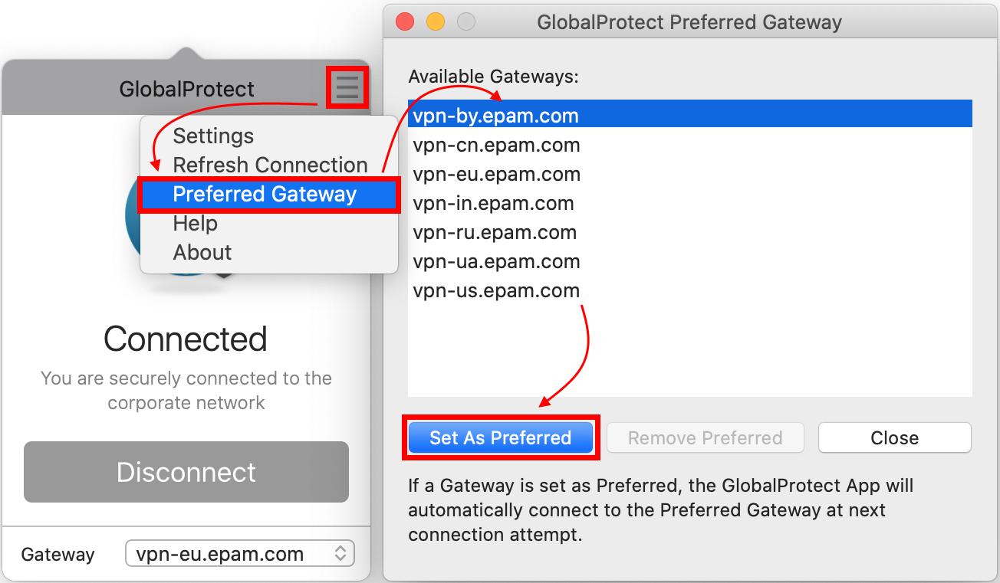 GlobalProtect
Settings
Refresh Connection
Preferred Gateway
Help
About
Connected
You are securely connected to the
corporate network
Disconnect
Gateway
vpn-eu.epam.com
GlobalProtect Preferred Gateway
Available Gateways:
vpn-by.epam.com
vpn-cn.epam.com
vpn-eu.epam.com
vpn-in.epam.com
vpn-ru.epam.com
vpn-ua.epam.com
vpn-us.epam.com
Set As Preferred
Remove Preferred
Close
If a Gateway is set as Preferred, the GlobalProtect App will
automatically connect to the Preferred Gateway at next
connection attempt.